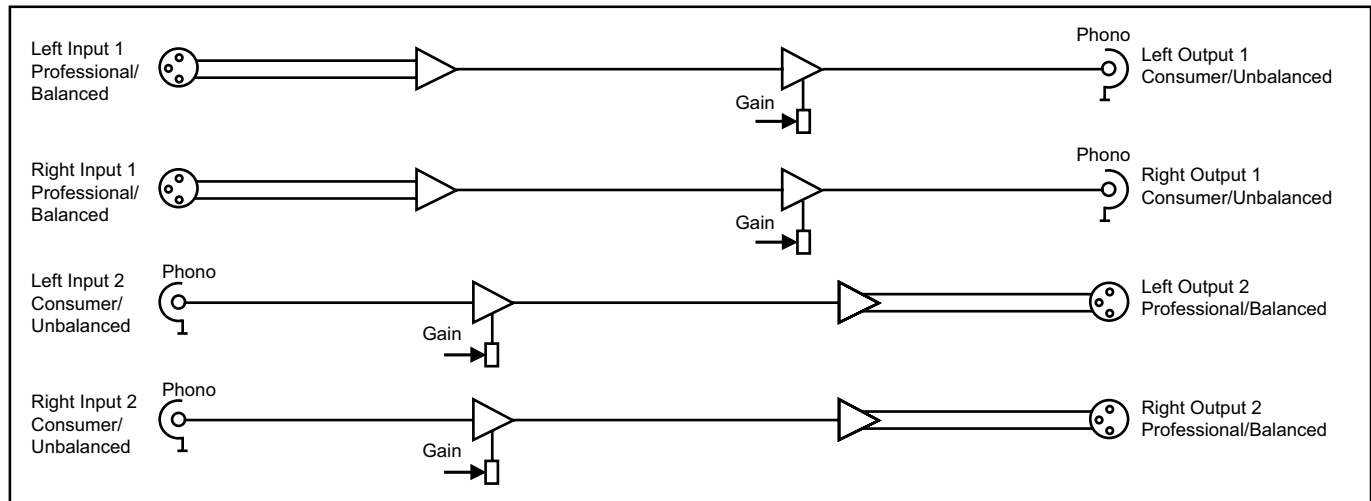 Left Input 1
Professional/
Balanced
Gain
Phono
Left Output 1
Consumer/Unbalanced
Right Input 1
Professional/
Balanced
Gain
Phono
Right Output 1
Consumer/Unbalanced
Left Input 2
Consumer/
Unbalanced
Phono
Gain
Left Output 2
Professional/Balanced
Right Input 2
Consumer/
Unbalanced
Phono
Gain
Right Output 2
Professional/Balanced